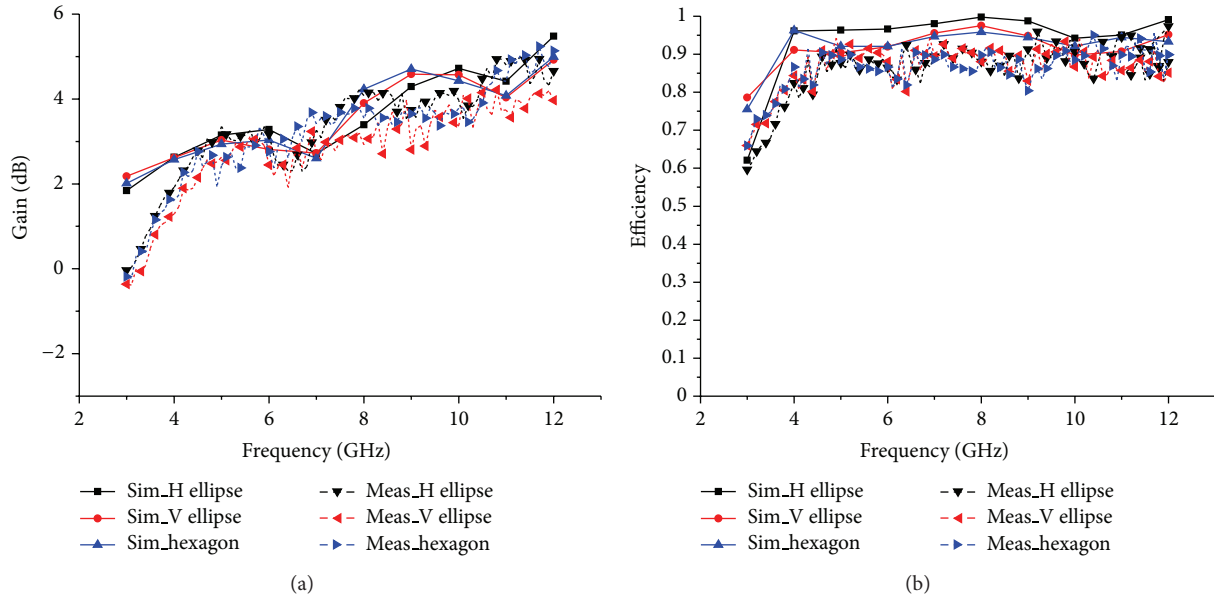 6
4
2
0
−2
Gain (dB)
2
4
6
8
10
12
Frequency (GHz)
Sim_H ellipse
Sim_V ellipse
Sim_hexagon
Meas_H ellipse
Meas_V ellipse
Meas_hexagon
(a)
1
0.9
0.8
0.7
0.6
0.5
0.4
0.3
0.2
0.1
0
Efficiency
2
4
6
8
10
12
Frequency (GHz)
Sim_H ellipse
Sim_V ellipse
Sim_hexagon
Meas_H ellipse
Meas_V ellipse
Meas_hexagon
(b)